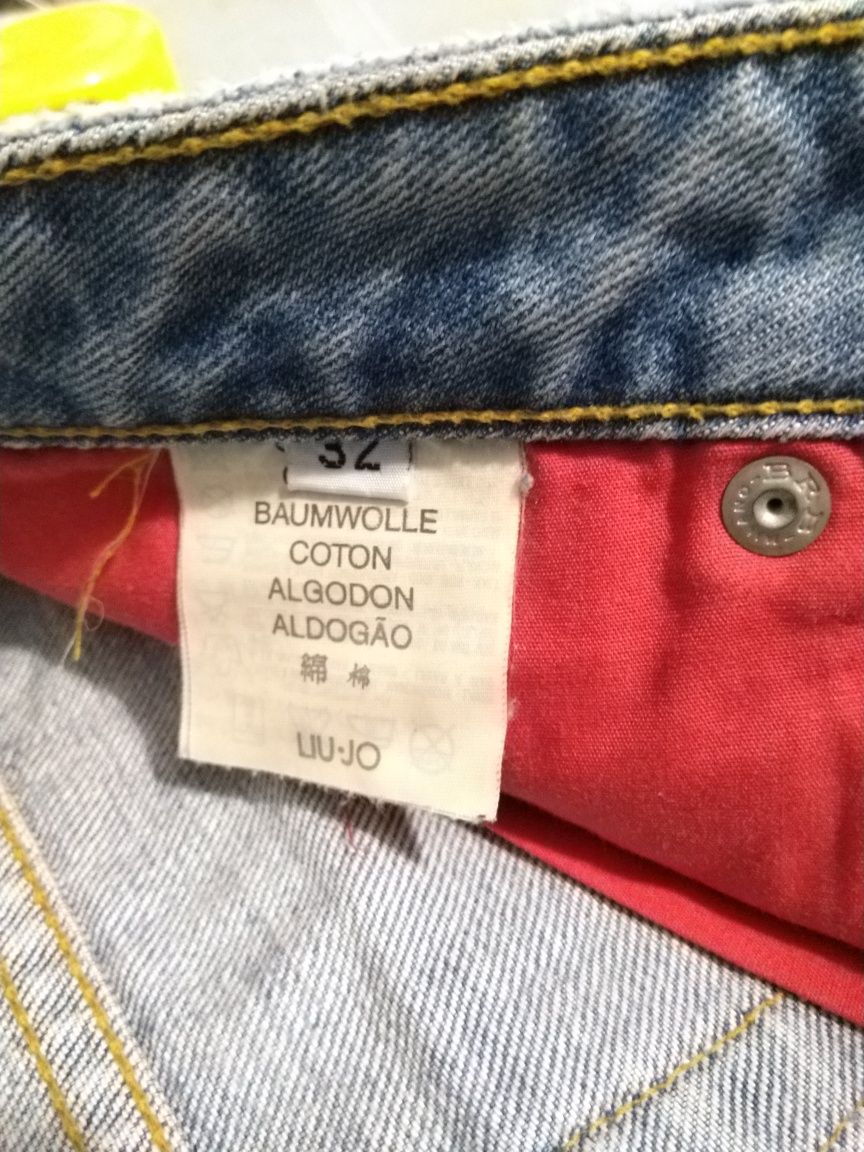 32
BAUMWOLLE
COTON
ALGODON
ALDOGÃO
綿 棉
LIU·JO